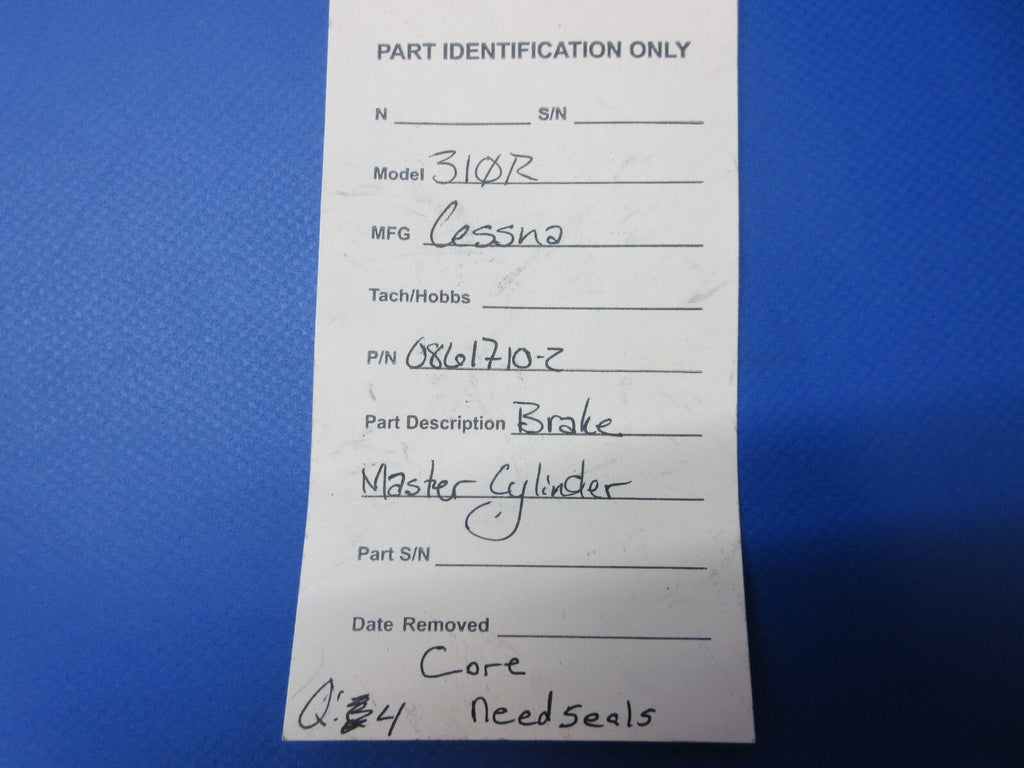 PART IDENTIFICATION ONLY
N S/N
Model 310R
MFG Cessna
Tach/Hobbs
P/N 0861710-2
Part Description Brake
Master Cylinder
Part S/N
Date Removed
Core
Q: 4 need seals